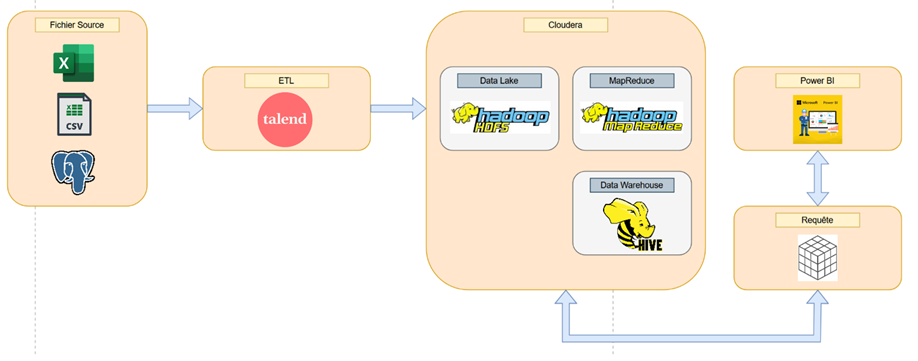 Fichier Source
X
CSV
ETL
talend
Cloudera
Data Lake
hadoop
HDFS
MapReduce
hadoop
Map Reduce
Data Warehouse
HIVE
Power BI
Microsoft Power BI
Requête